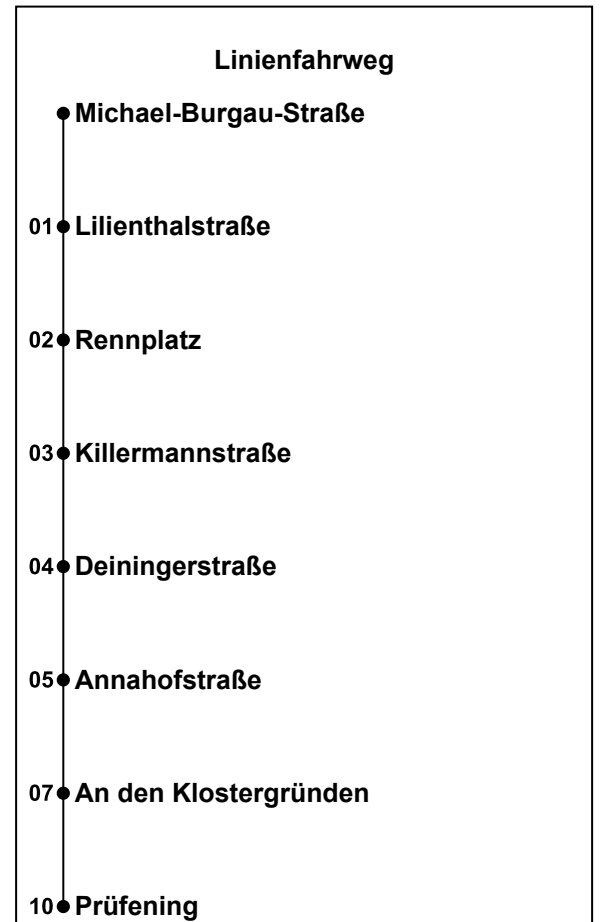 Linienfahrweg
Michael-Burgau-Straße
01 Lilienthalstraße
02 Rennplatz
03 Killermannstraße
04 Deiningerstraße
05 Annahofstraße
07 An den Klostergründen
10 Prüfening